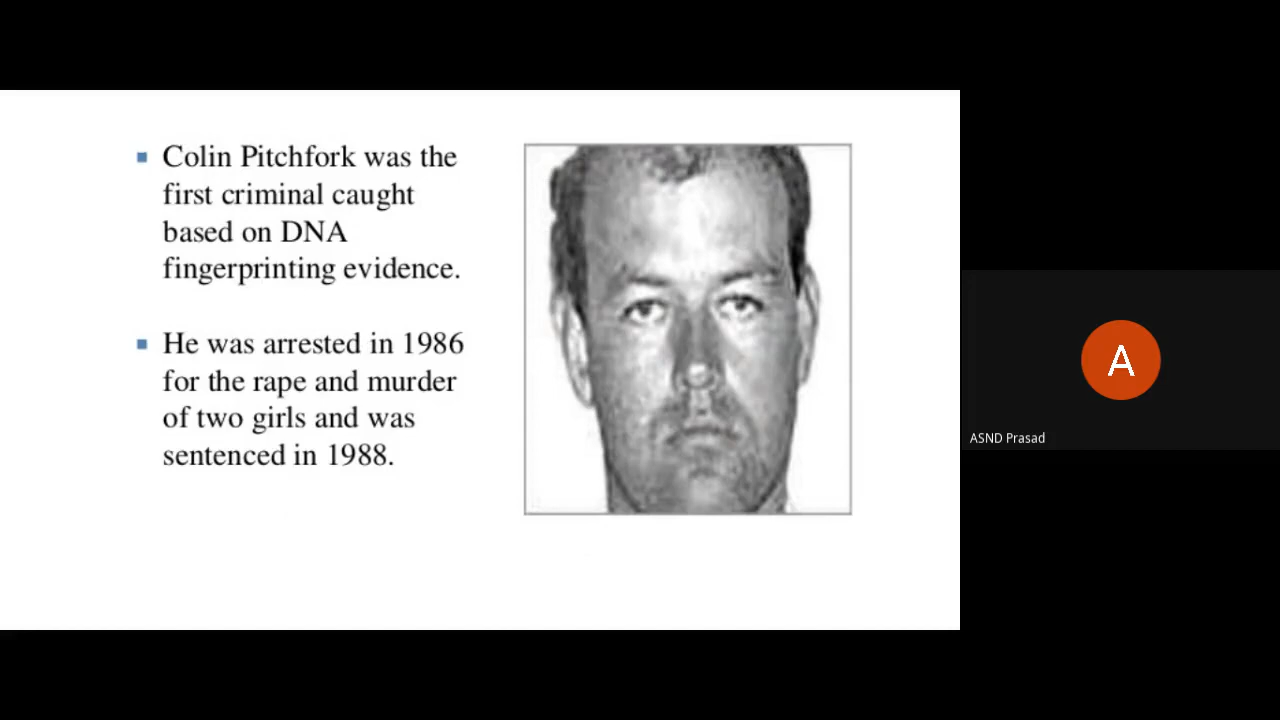 Colin Pitchfork was the
first criminal caught
based on DNA
fingerprinting evidence.
He was arrested in 1986
for the rape and murder
of two girls and was
sentenced in 1988.
A
ASND Prasad